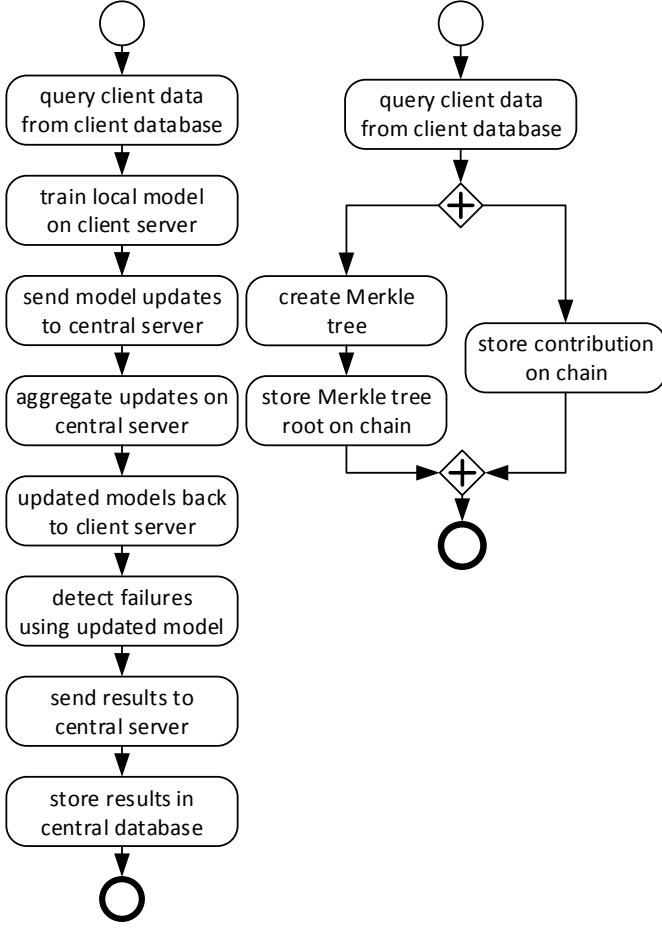 query client data
from client database
train local model
on client server
send model updates
to central server
aggregate updates on
central server
updated models back
to client server
detect failures
using updated model
send results to
central server
store results in
central database
query client data
from client database
create Merkle
tree
store Merkle tree
root on chain
store contribution
on chain